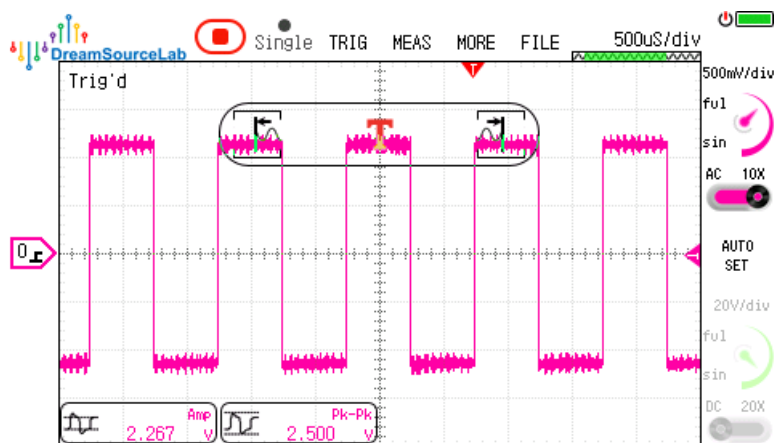 DreamSourceLab
Single TRIG MEAS MORE FILE 500uS/div
T
Trig'd
T
500mV/div
ful
sin
AC 10X
0
T
AUTO
SET
20V/div
ful
sin
DC 20X
Amp
2.267 V
Pk-Pk
2.500 V